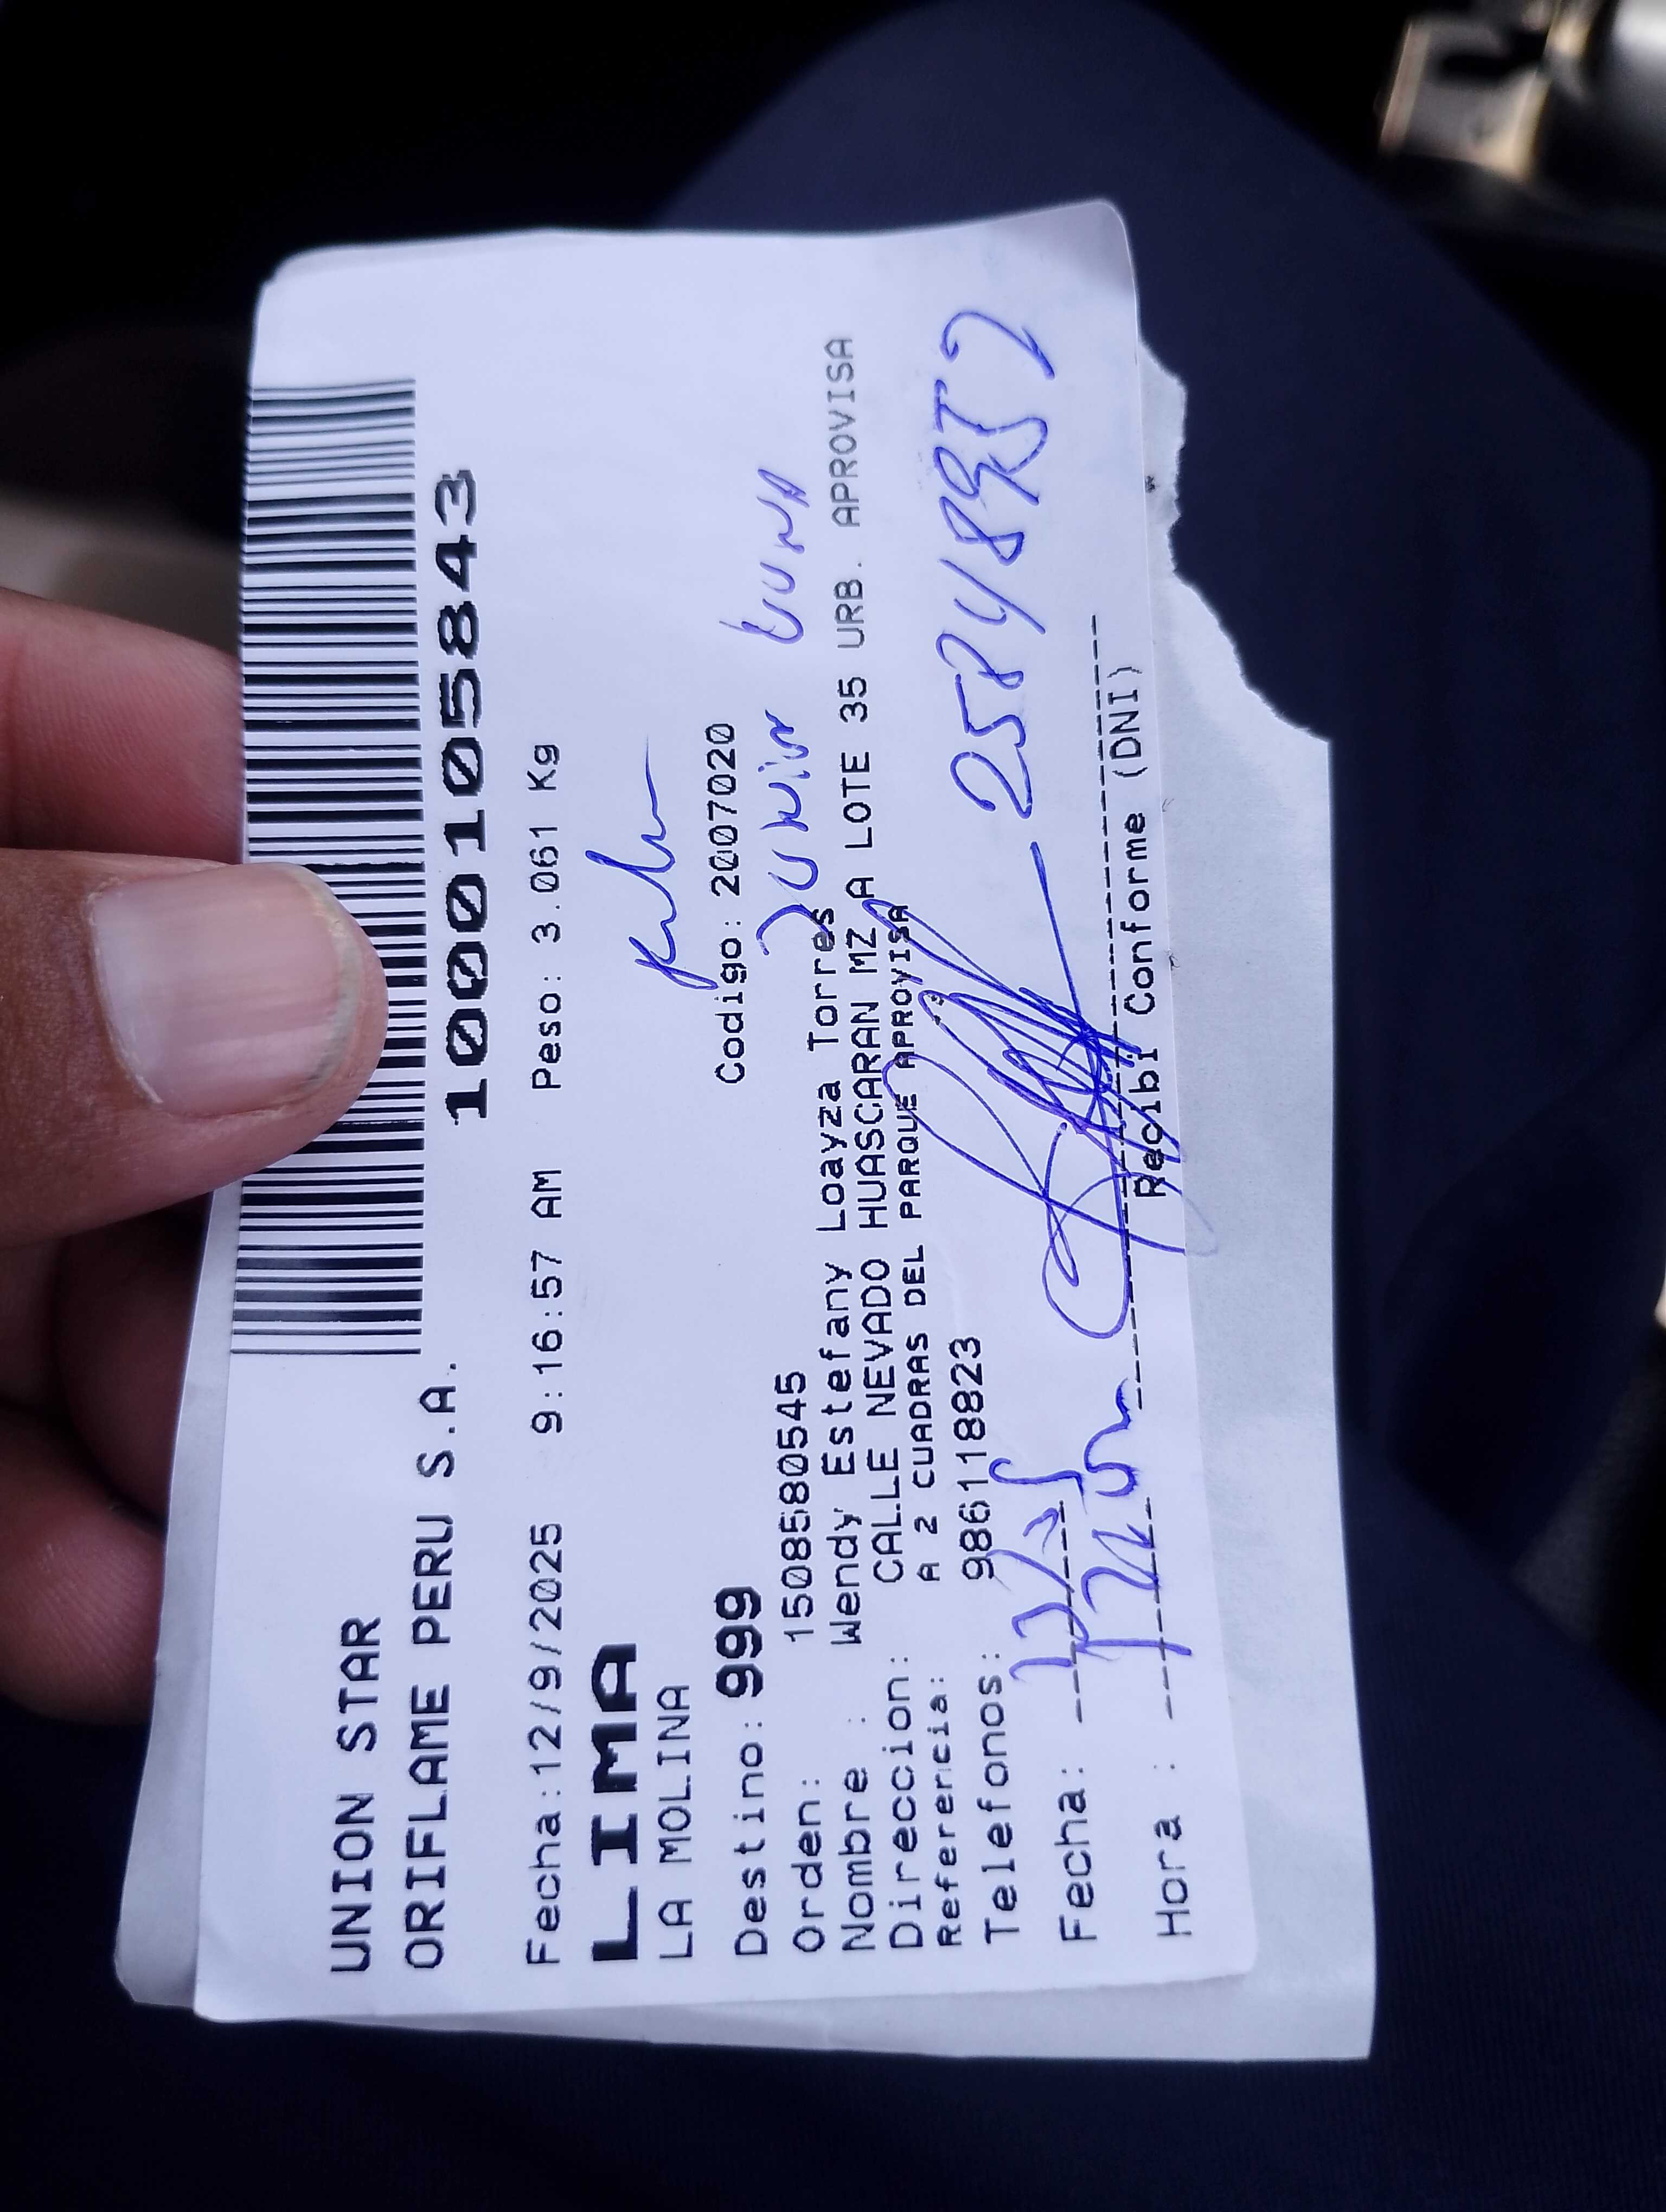 UNION STAR
ORIFLAME PERU S.A.
1000105843
Fecha:12/9/2025 9:16:57 AM Peso: 3.061 Kg
LIMA
LA MOLINA
Destino: 999 Codigo: 2007020
Orden: 1508580545
Nombre : Wendy Estefany Loayza Torres
Direccion: CALLE NEVADO HUASCARAN MZ A LOTE 35 URB. APROVISA
Referencia: A 2 CUADRAS DEL PARQUE APROVISA
Telefonos: 986118823
Fecha:
Hora :
Recibi Conforme (DNI)